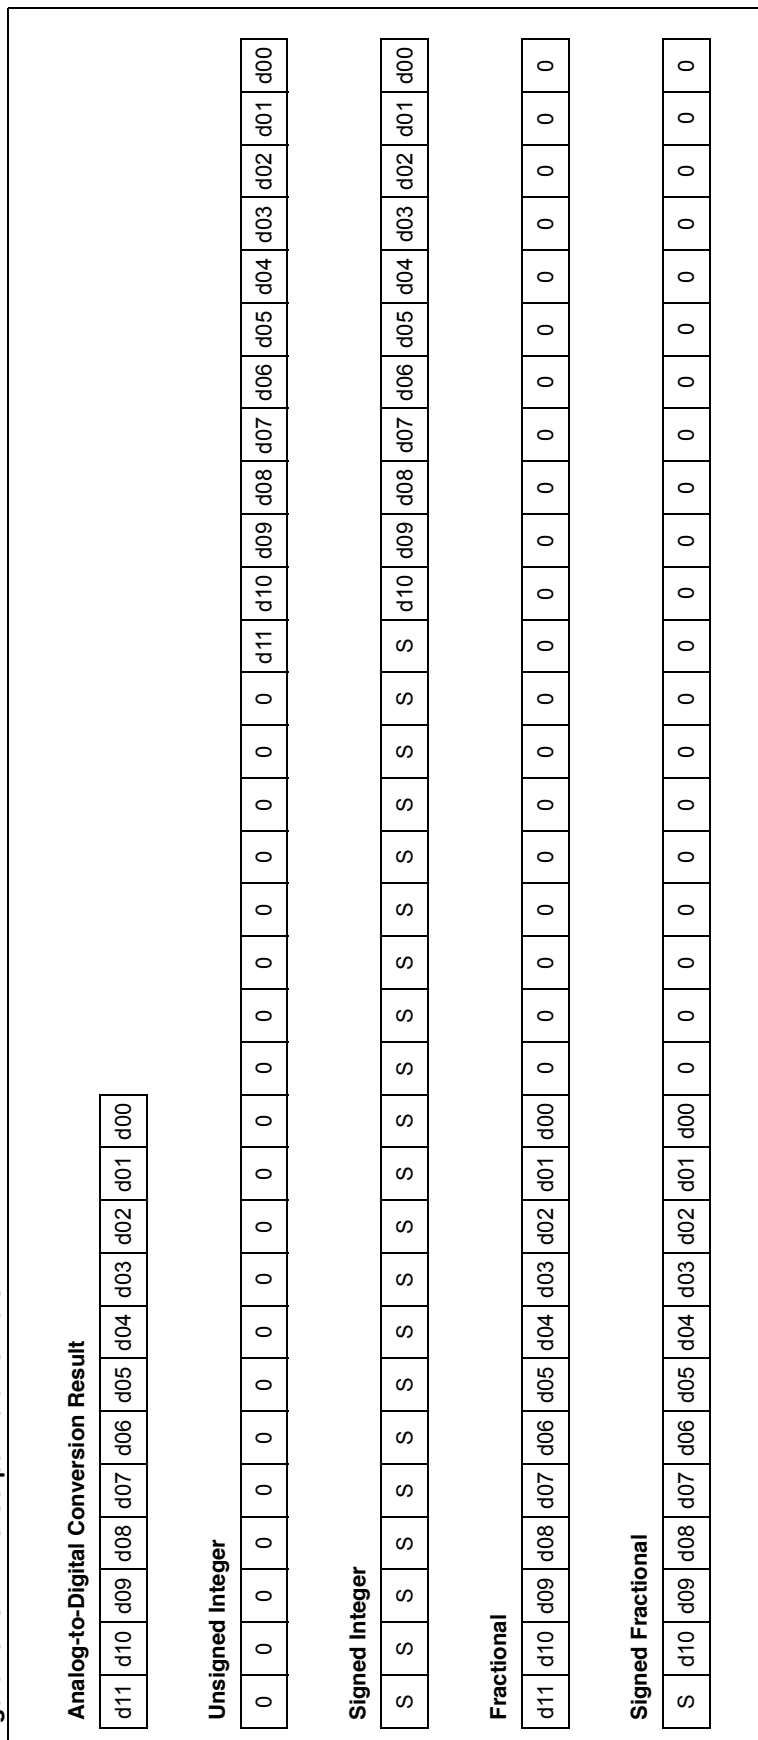 Analog-to-Digital Conversion Result
d11 d10 d09 d08 d07 d06 d05 d04 d03 d02 d01 d00
Unsigned Integer
0 0 0 0 0 0 0 0 0 0 0 0 0 0 0 0 0 0 0 0 d11 d10 d09 d08 d07 d06 d05 d04 d03 d02 d01 d00
Signed Integer
S S S S S S S S S S S S S S S S S S S S S d10 d09 d08 d07 d06 d05 d04 d03 d02 d01 d00
Fractional
d11 d10 d09 d08 d07 d06 d05 d04 d03 d02 d01 d00 0 0 0 0 0 0 0 0 0 0 0 0 0 0 0 0 0 0 0 0
Signed Fractional
S d10 d09 d08 d07 d06 d05 d04 d03 d02 d01 d00 0 0 0 0 0 0 0 0 0 0 0 0 0 0 0 0 0 0 0 0